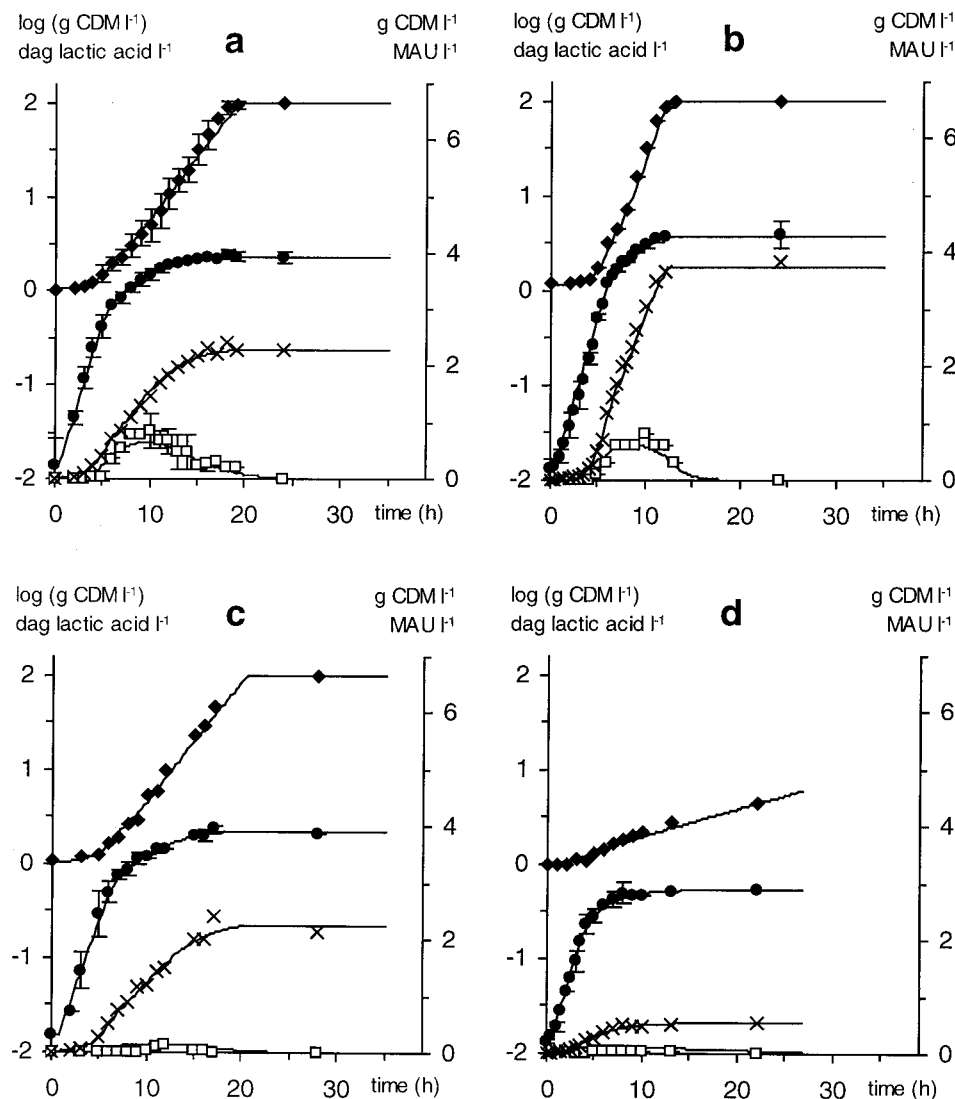 log (g CDM l⁻¹)
dag lactic acid l⁻¹
a
g CDM l⁻¹
MAU l⁻¹
2
1
0
-1
-2
6
4
2
0
0 10 20 30 time (h)
log (g CDM l⁻¹)
dag lactic acid l⁻¹
b
g CDM l⁻¹
MAU l⁻¹
2
1
0
-1
-2
6
4
2
0
0 10 20 30 time (h)
log (g CDM l⁻¹)
dag lactic acid l⁻¹
c
g CDM l⁻¹
MAU l⁻¹
2
1
0
-1
-2
6
4
2
0
0 10 20 30 time (h)
log (g CDM l⁻¹)
dag lactic acid l⁻¹
d
g CDM l⁻¹
MAU l⁻¹
2
1
0
-1
-2
6
4
2
0
0 10 20 30 time (h)